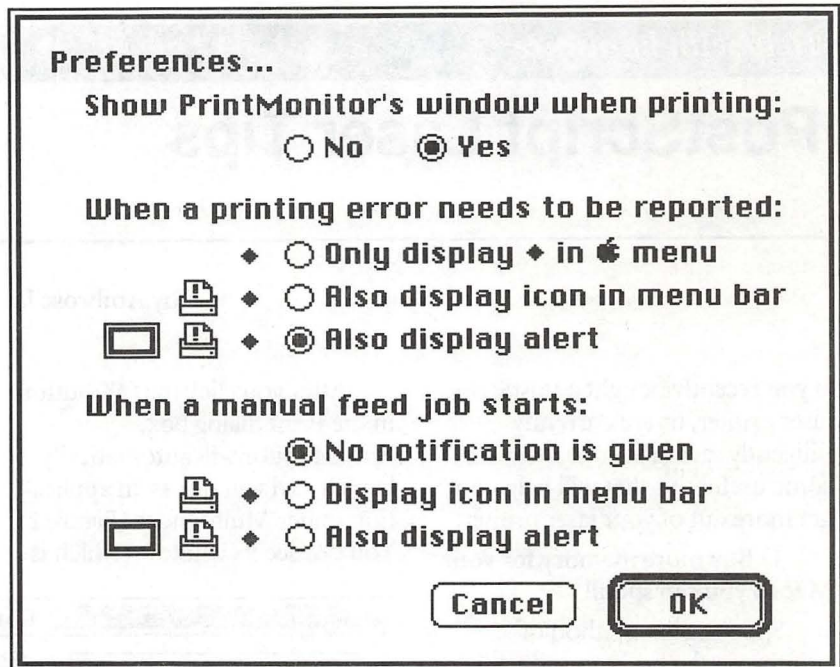 Preferences...
Show PrintMonitor's window when printing:
No Yes
When a printing error needs to be reported:
Only display ◆ in  menu
Also display icon in menu bar
Also display alert
When a manual feed job starts:
No notification is given
Display icon in menu bar
Also display alert
Cancel OK